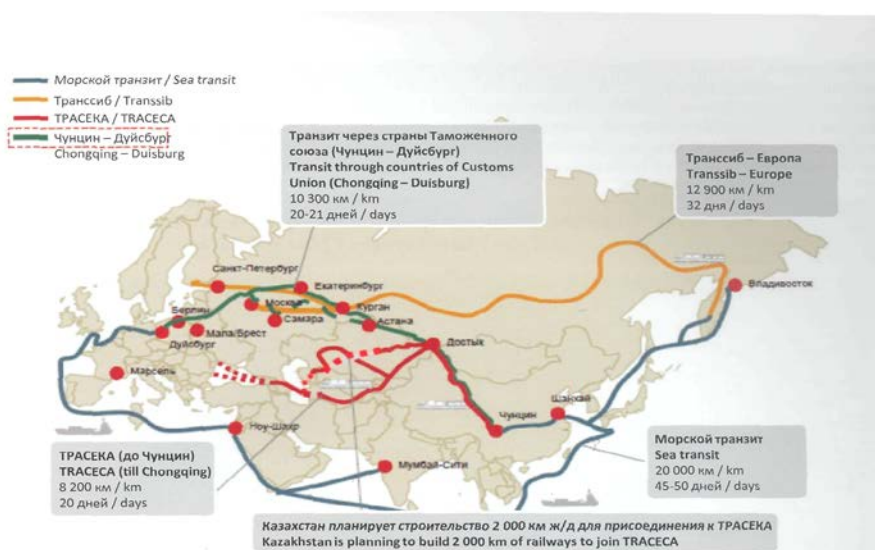 Морской транзит / Sea transit
Транссиб / Transsib
ТРАСЕКА / TRACECA
Чунцин – Дуйсбург
Chongqing – Duisburg
Транзит через страны Таможенного
союза (Чунцин – Дуйсбург)
Transit through countries of Customs
Union (Chongqing – Duisburg)
10 300 км / km
20-21 дней / days
Транссиб – Европа
Transsib – Europe
12 900 км / km
32 дня / days
Санкт-Петербург
Екатеринбург
Владивосток
Москва
Курган
Берлин
Самара
Астана
Мала/Брест
Дуйсбург
Достык
Марсель
Шанхай
Чунцин
Ноу-Шахр
Мумбай-Сити
ТРАСЕКА (до Чунцин)
TRACECA (till Chongqing)
8 200 км / km
20 дней / days
Морской транзит
Sea transit
20 000 км / km
45-50 дней / days
Казахстан планирует строительство 2 000 км ж/д для присоединения к ТРАСЕКА
Kazakhstan is planning to build 2 000 km of railways to join TRACECA